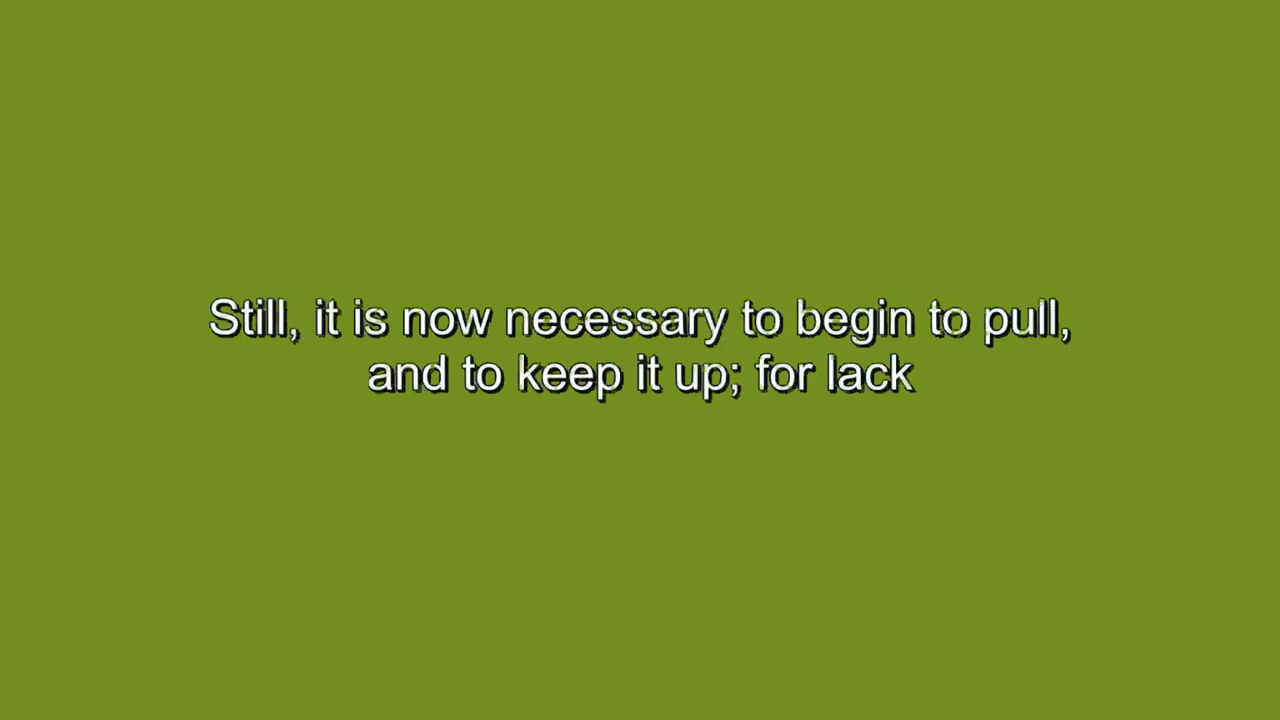 Still, it is now necessary to begin to pull,
and to keep it up; for lack